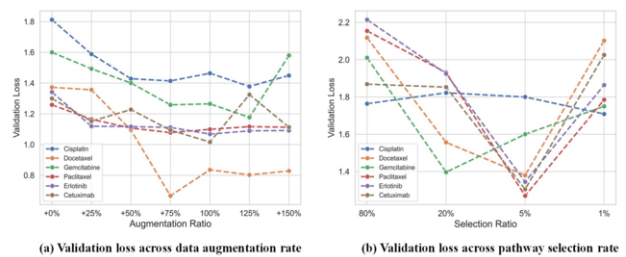 1.8
1.6
1.4
1.2
1.0
0.8
Validation Loss
Cisplatin
Docetaxel
Gemcitabine
Paclitaxel
Erlotinib
Cetuximab
+0% +25% +50% +75% 100% 125% +150%
Augmentation Ratio
(a) Validation loss across data augmentation rate
2.2
2.0
1.8
1.6
1.4
Validation Loss
Cisplatin
Docetaxel
Gemcitabine
Paclitaxel
Erlotinib
Cetuximab
80% 20% 5% 1%
Selection Ratio
(b) Validation loss across pathway selection rate